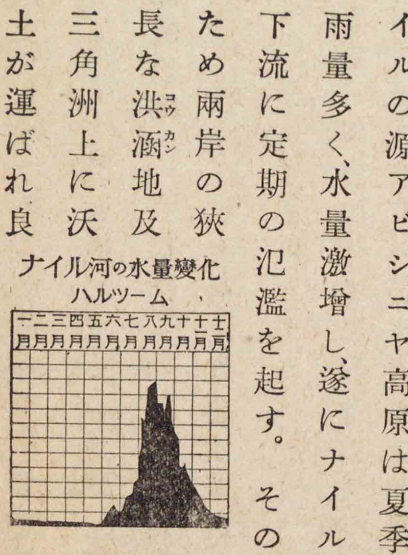 イルの源アビシニヤ高原は夏季
雨量多く、水量激增し、遂にナイル
下流に定期の氾濫を起す。その
ため兩岸の狹
長な洪涵地及
コウカン
三角洲上に沃
土が運ばれ良
ナイル河の水量變化
ハルツーム
一月 二月 三月 四月 五月 六月 七月 八月 九月 十月 十一月 十二月